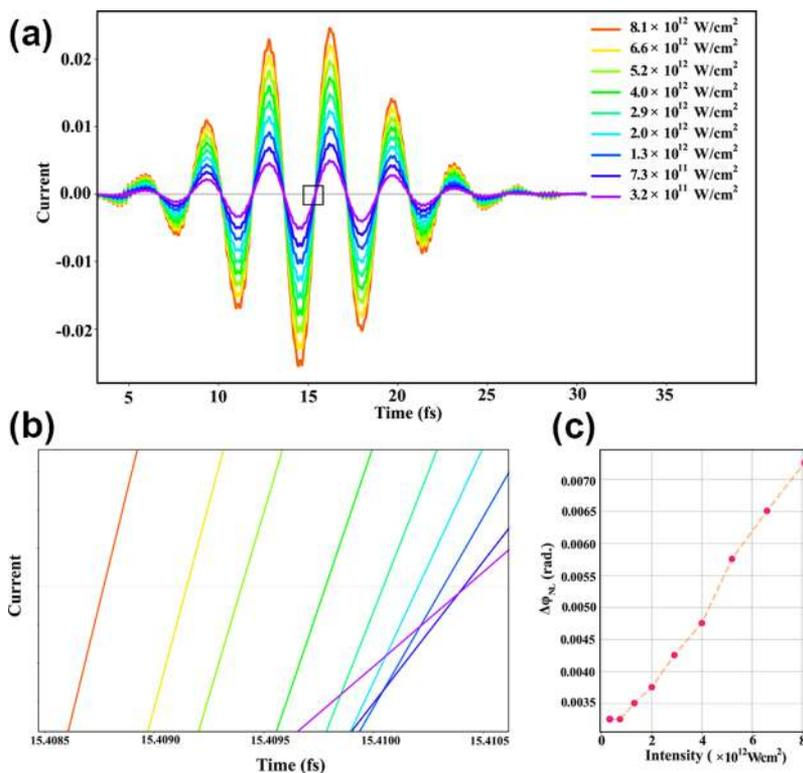 (a)
0.02
0.01
0.00
-0.01
-0.02
Current
8.1 × 10¹² W/cm²
6.6 × 10¹² W/cm²
5.2 × 10¹² W/cm²
4.0 × 10¹² W/cm²
2.9 × 10¹² W/cm²
2.0 × 10¹² W/cm²
1.3 × 10¹² W/cm²
7.3 × 10¹¹ W/cm²
3.2 × 10¹¹ W/cm²
5 10 15 20 25 30 35
Time (fs)
(b)
Current
15.4085 15.4090 15.4095 15.4100 15.4105
Time (fs)
(c)
0.0070
0.0065
0.0060
0.0055
0.0050
0.0045
0.0040
0.0035
Δφ_NL (rad.)
0 2 4 6 8
Intensity ( ×10¹²Wcm²)